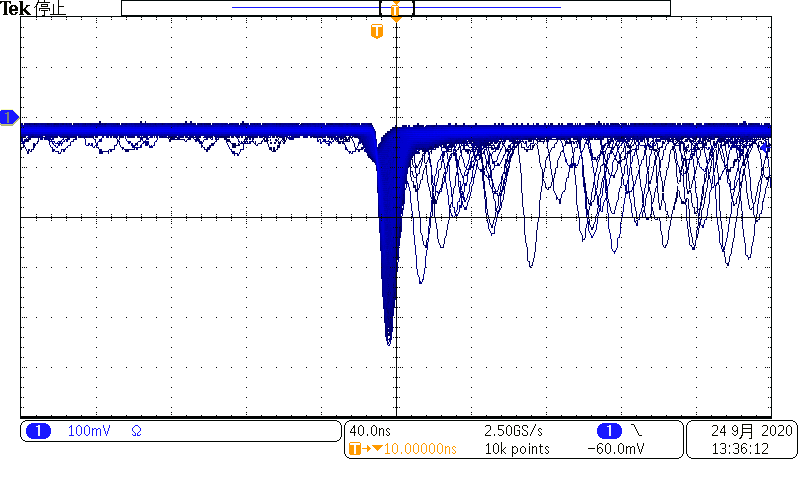 Tek 停止
T
T
1
1 100mV Ω
40.0ns 2.50GS/s 1
T→▼10.00000ns 10k points −60.0mV
24 9月 2020
13:36:12